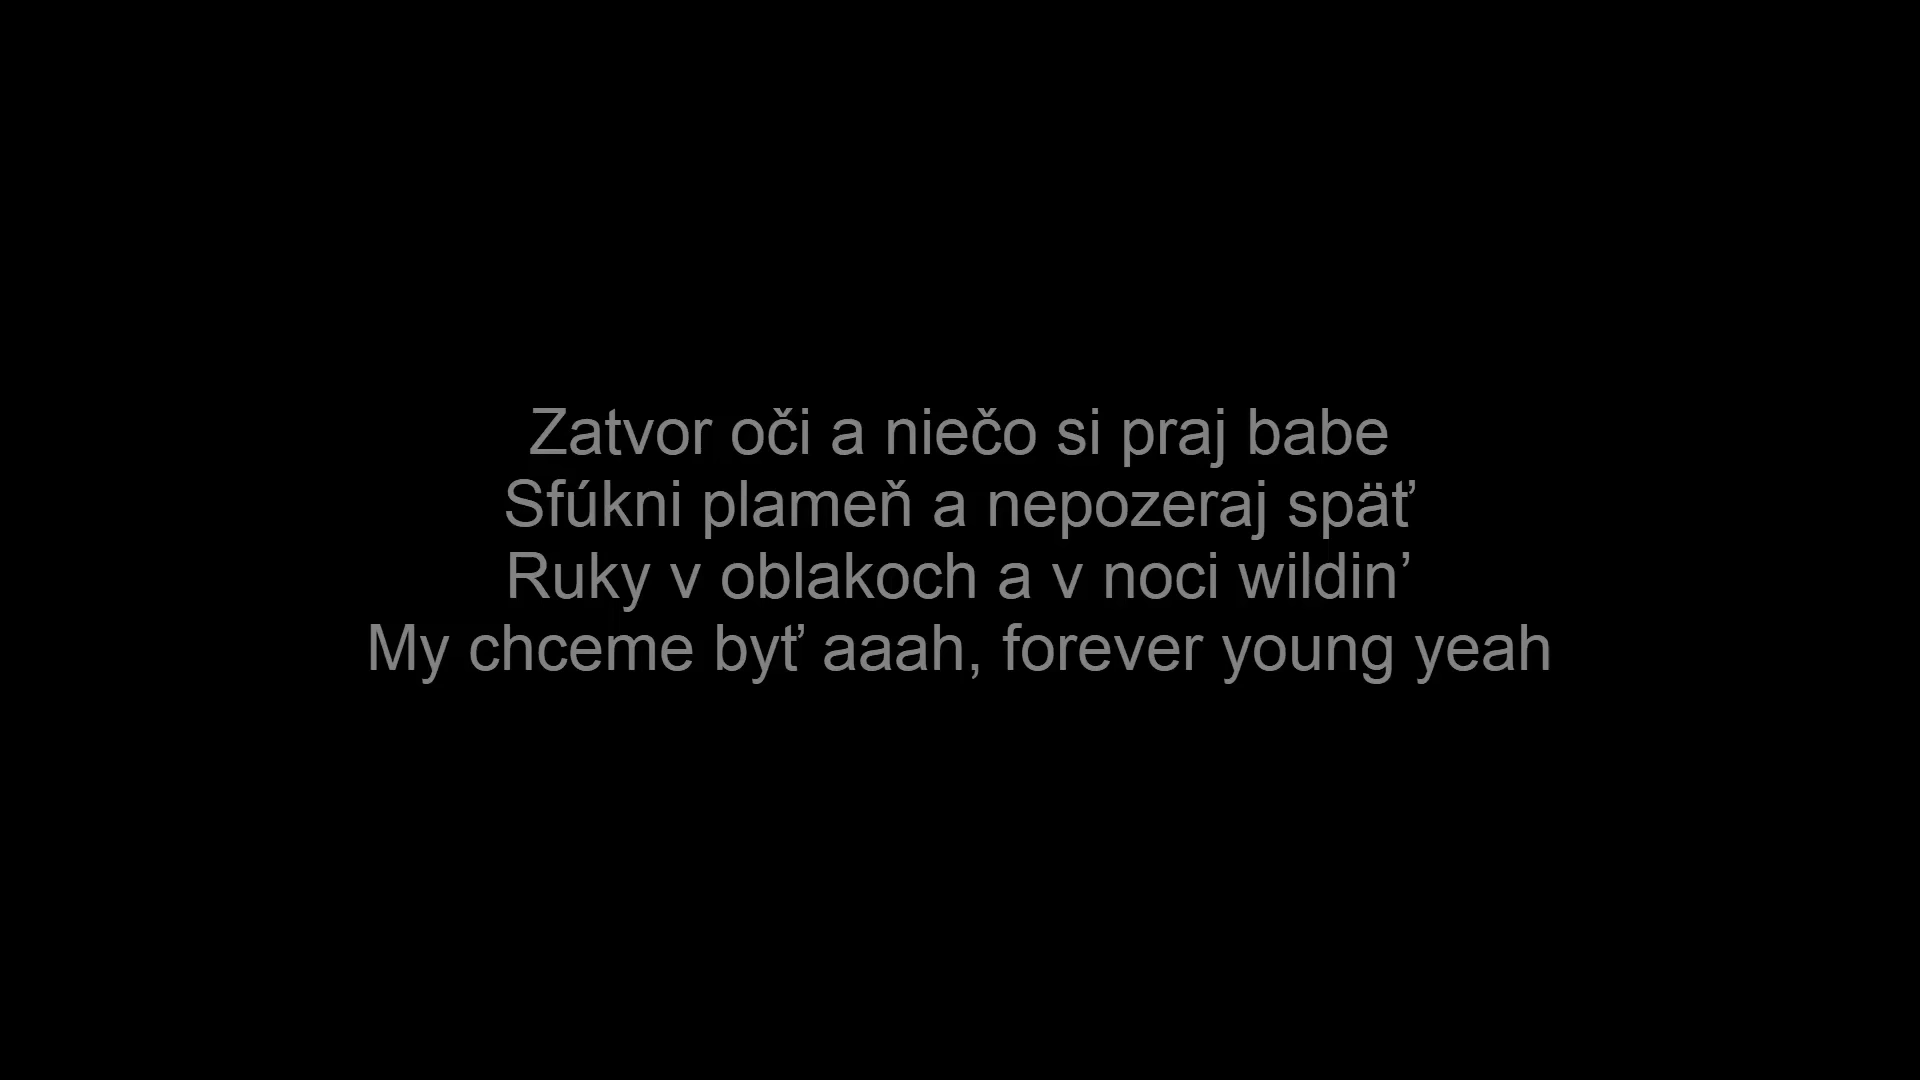 Zatvor oči a niečo si praj babe
Sfúkni plameň a nepozeraj späť
Ruky v oblakoch a v noci wildin’
My chceme byť aaah, forever young yeah